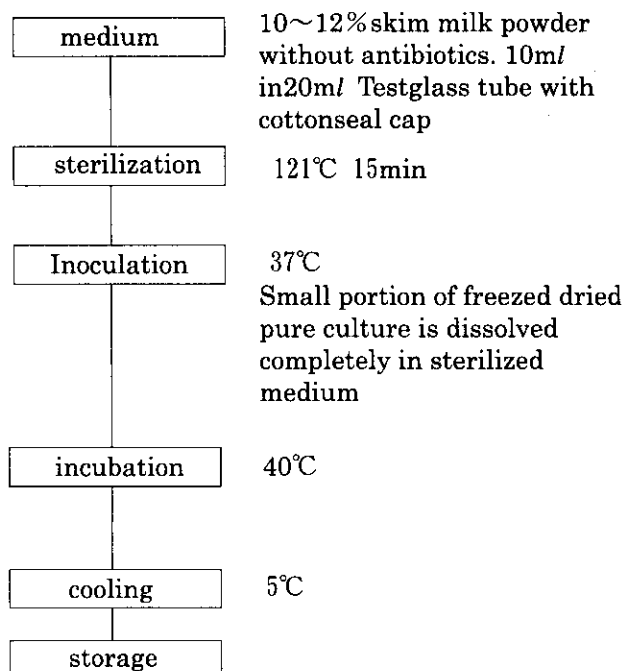 medium
10～12%skim milk powder
without antibiotics. 10ml
in20ml Testglass tube with
cottonseal cap
sterilization
121℃ 15min
Inoculation
37℃
Small portion of freezed dried
pure culture is dissolved
completely in sterilized
medium
incubation
40℃
cooling
5℃
storage